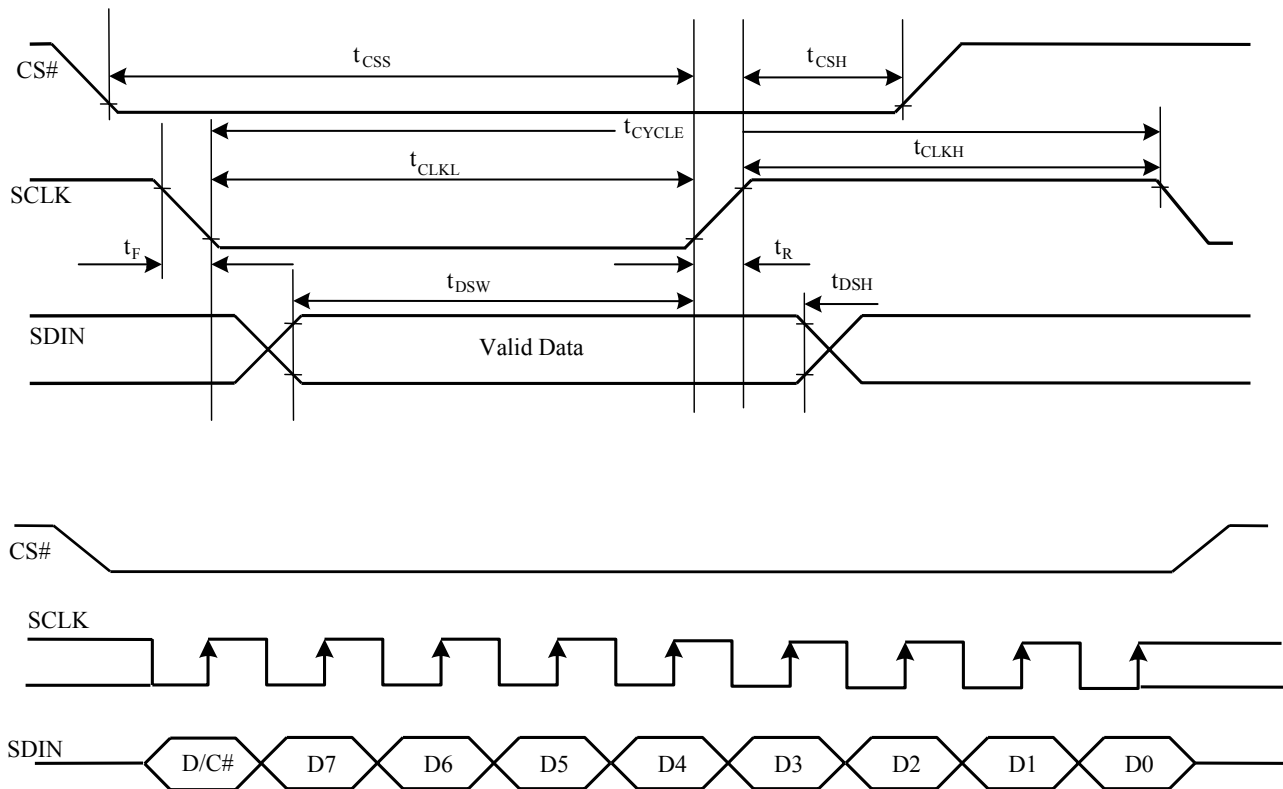 t_CSS t_CSH
CS#
t_CYCLE
t_CLKL t_CLKH
SCLK
t_F t_R
t_DSW t_DSH
SDIN
Valid Data
CS#
SCLK
SDIN D/C# D7 D6 D5 D4 D3 D2 D1 D0